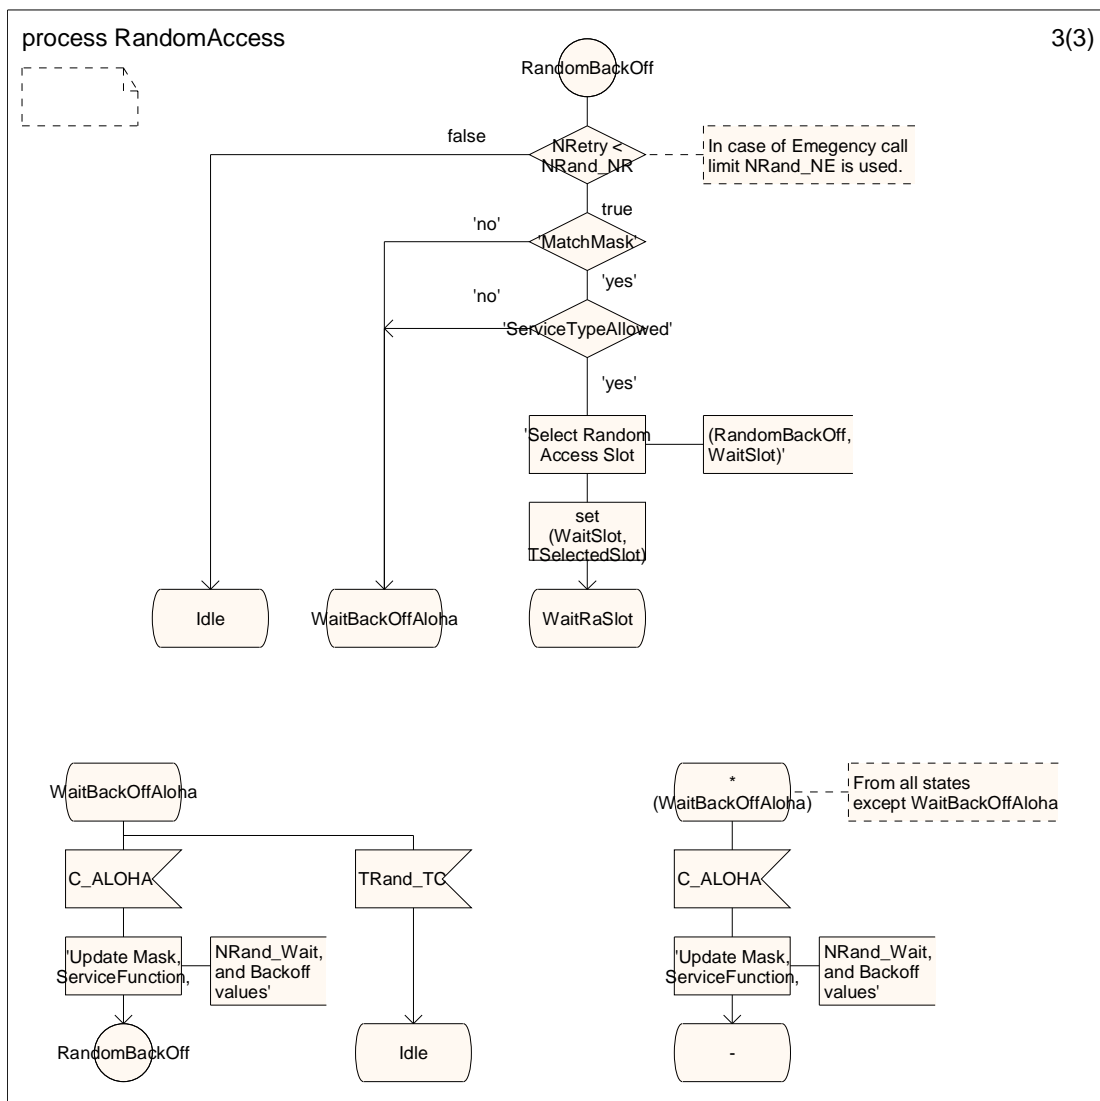 process RandomAccess
3(3)
RandomBackOff
false
NRetry <
NRand_NR
In case of Emegency call
limit NRand_NE is used.
true
'no'
'MatchMask'
'yes'
'no'
'ServiceTypeAllowed'
'yes'
'Select Random
Access Slot
(RandomBackOff,
WaitSlot)'
set
(WaitSlot,
TSelectedSlot)
Idle
WaitBackOffAloha
WaitRaSlot
WaitBackOffAloha
*
(WaitBackOffAloha)
From all states
except WaitBackOffAloha
C_ALOHA
TRand_TC
C_ALOHA
'Update Mask,
ServiceFunction,
NRand_Wait,
and Backoff
values'
'Update Mask,
ServiceFunction,
NRand_Wait,
and Backoff
values'
RandomBackOff
Idle
-